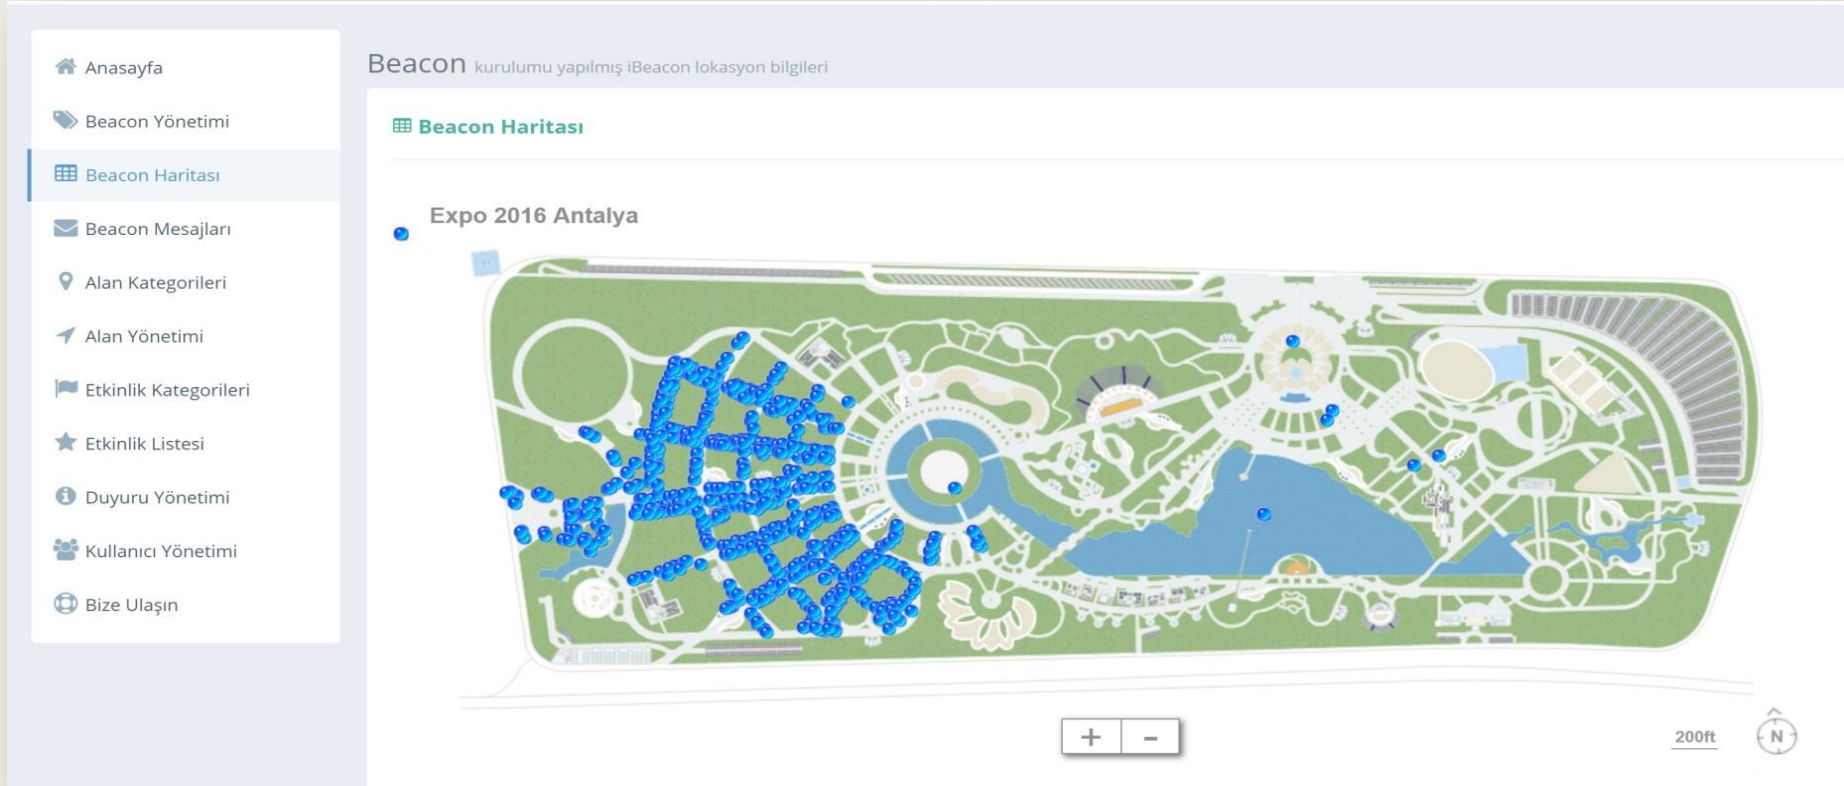 Anasayfa
Beacon Yönetimi
Beacon Haritası
Beacon Mesajları
Alan Kategorileri
Alan Yönetimi
Etkinlik Kategorileri
Etkinlik Listesi
Duyuru Yönetimi
Kullanıcı Yönetimi
Bize Ulaşın
Beacon kurulumu yapılmış iBeacon lokasyon bilgileri
Beacon Haritası
Expo 2016 Antalya
H
+ -
200ft
N